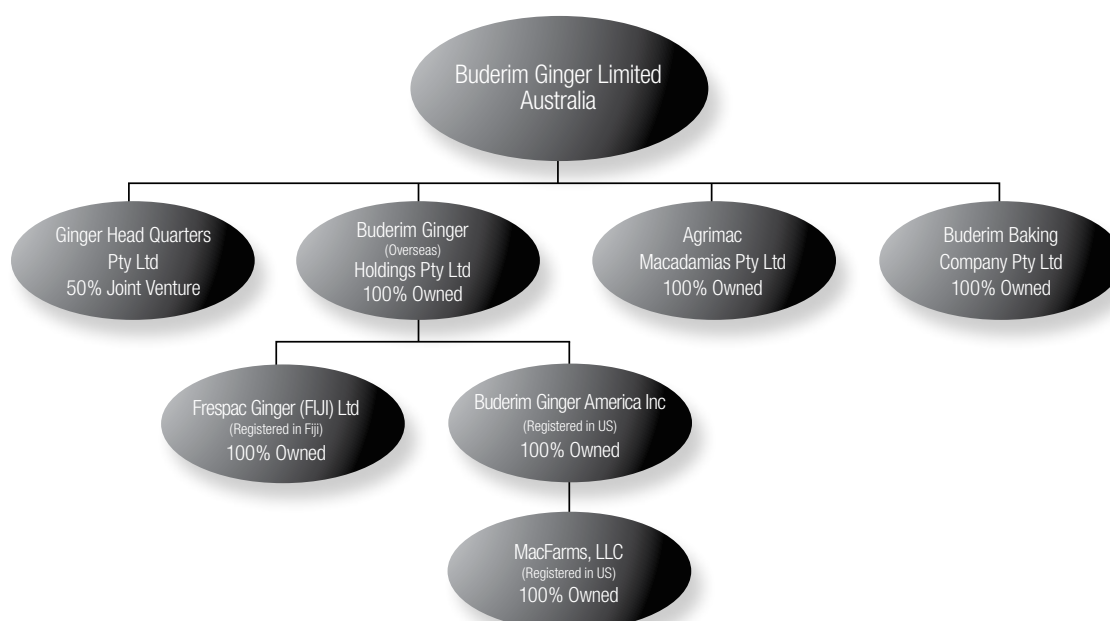 Buderim Ginger Limited
Australia
Ginger Head Quarters
Pty Ltd
50% Joint Venture
Buderim Ginger
(Overseas)
Holdings Pty Ltd
100% Owned
Agrimac
Macadamias Pty Ltd
100% Owned
Buderim Baking
Company Pty Ltd
100% Owned
Frespac Ginger (FIJI) Ltd
(Registered in Fiji)
100% Owned
Buderim Ginger America Inc
(Registered in US)
100% Owned
MacFarms, LLC
(Registered in US)
100% Owned